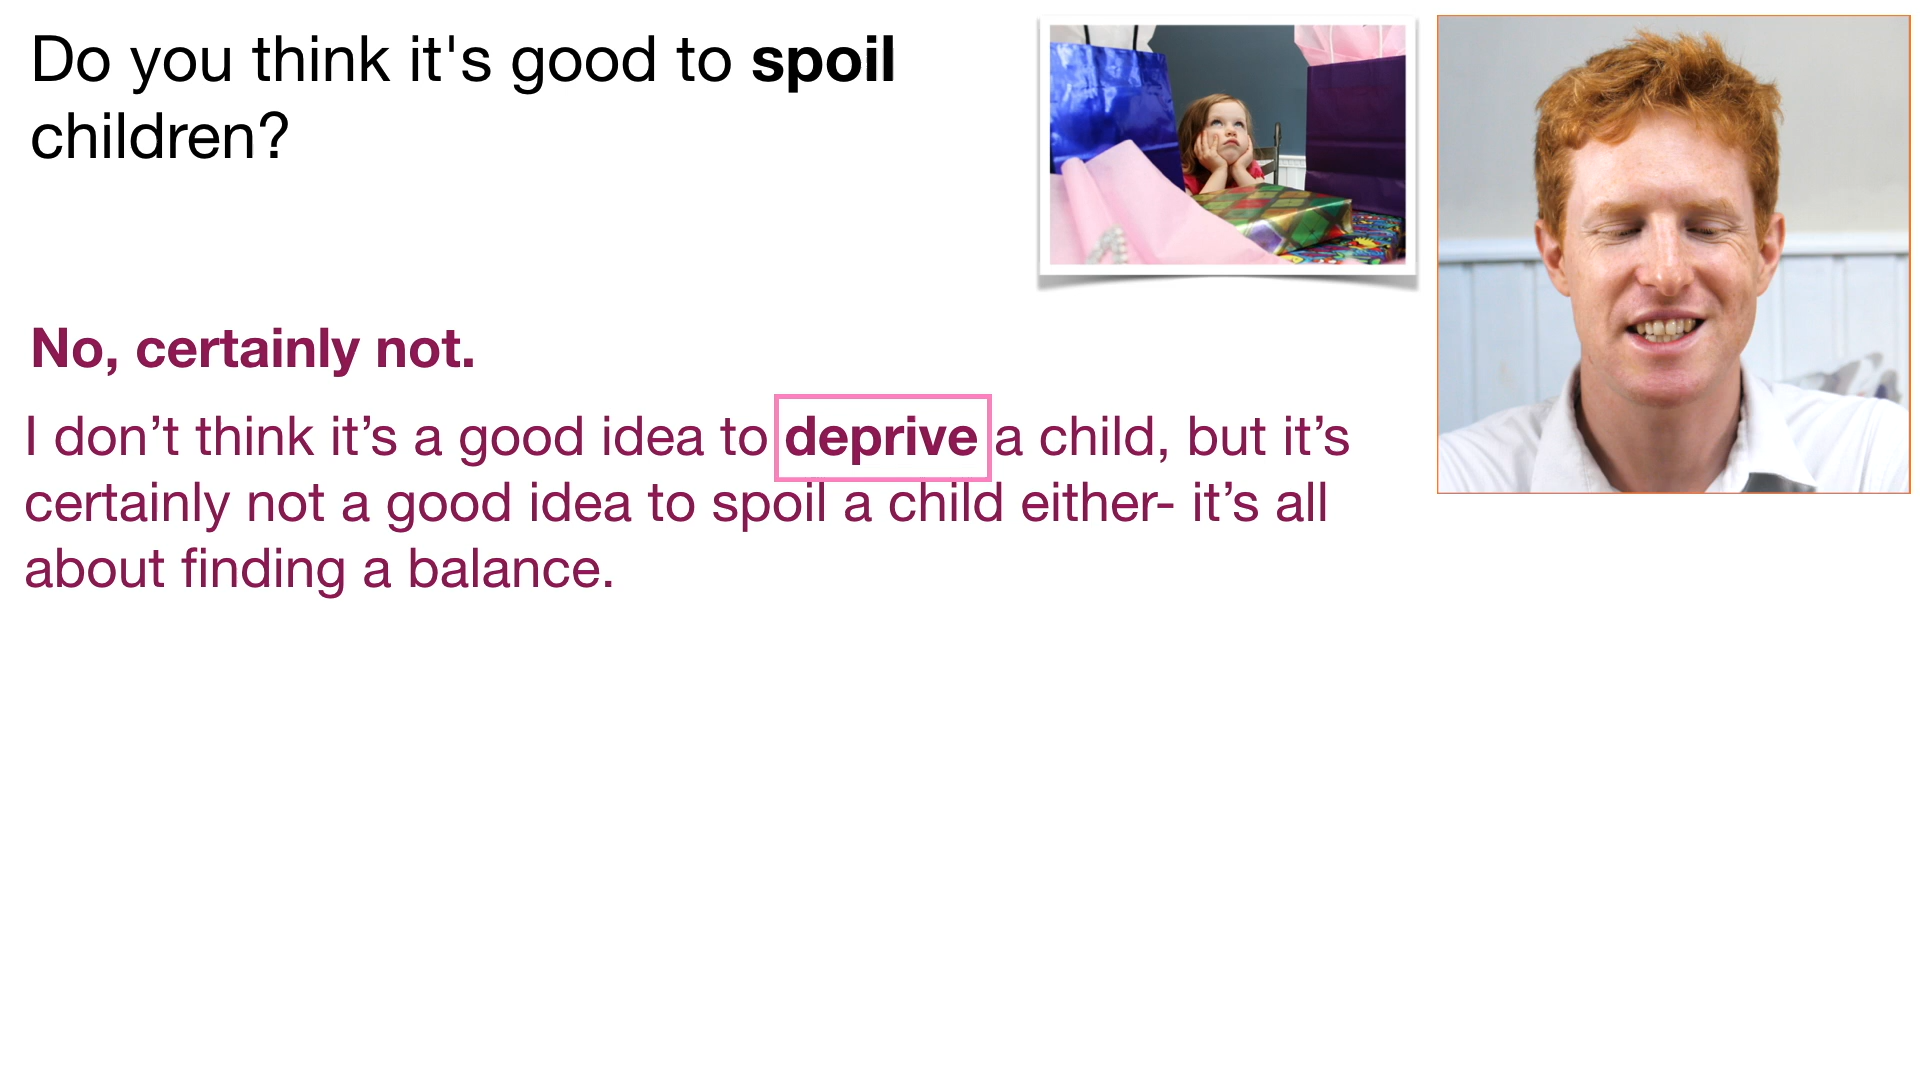 Do you think it's good to spoil
children?
No, certainly not.
I don’t think it’s a good idea to deprive a child, but it’s
certainly not a good idea to spoil a child either- it’s all
about finding a balance.